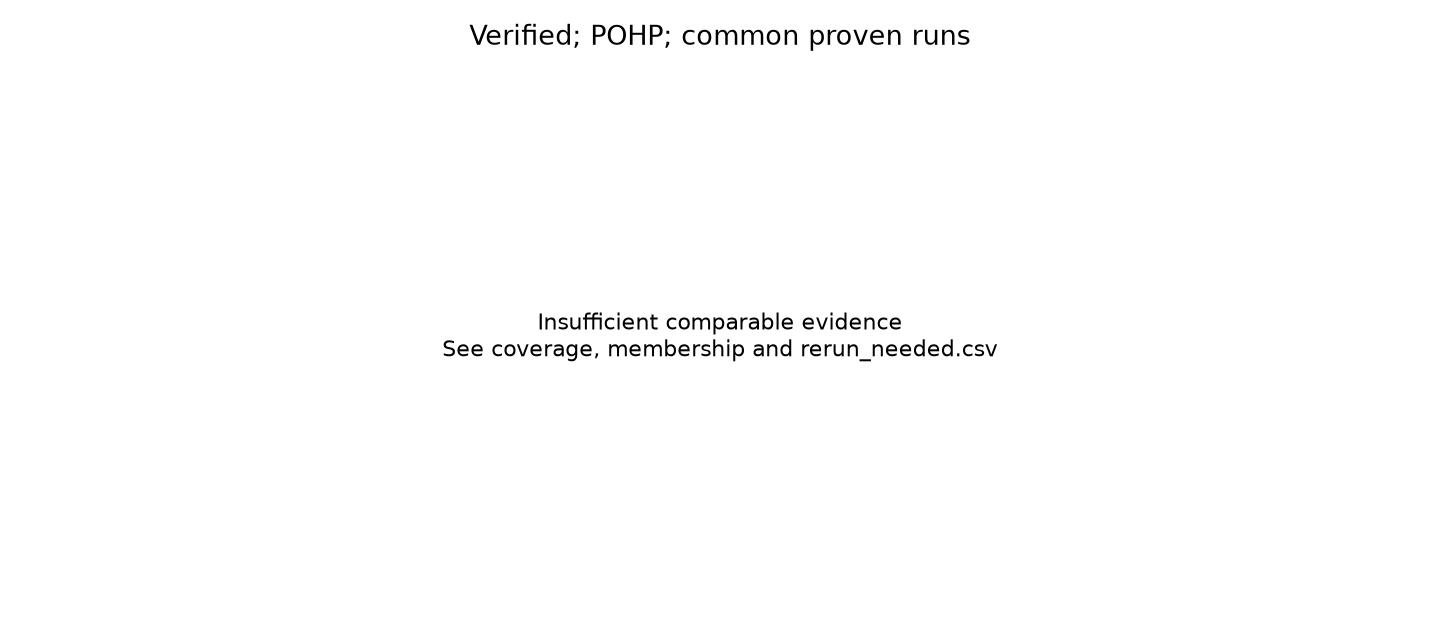 Verified; POHP; common proven runs
Insufficient comparable evidence
See coverage, membership and rerun_needed.csv